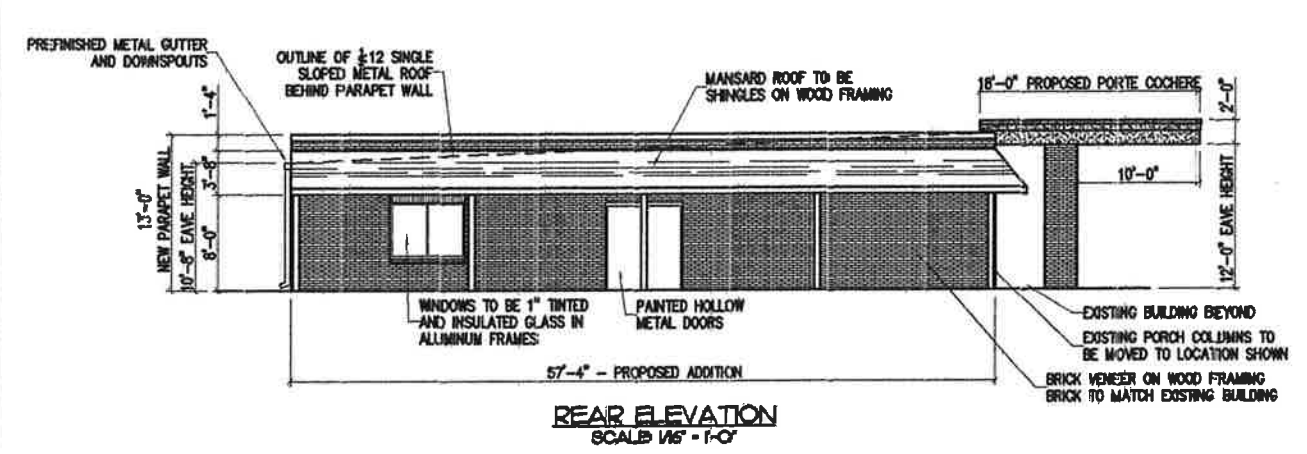 PREFINISHED METAL GUTTER
AND DOWNSPOUTS
OUTLINE OF ½:12 SINGLE
SLOPED METAL ROOF
BEHIND PARAPET WALL
MANSARD ROOF TO BE
SHINGLES ON WOOD FRAMING
18'-0" PROPOSED PORTE COCHERE
2'-0"
1'-4"
3'-8"
8'-0"
10'-8" EAVE HEIGHT
13'-0"
NEW PARAPET WALL
10'-0"
12'-0" EAVE HEIGHT
WINDOWS TO BE 1" TINTED
AND INSULATED GLASS IN
ALUMINUM FRAMES
PAINTED HOLLOW
METAL DOORS
EXISTING BUILDING BEYOND
EXISTING PORCH COLUMNS TO
BE MOVED TO LOCATION SHOWN
BRICK VENEER ON WOOD FRAMING
BRICK TO MATCH EXISTING BUILDING
57'-4" - PROPOSED ADDITION
REAR ELEVATION
SCALE 1/16" = 1'-0"